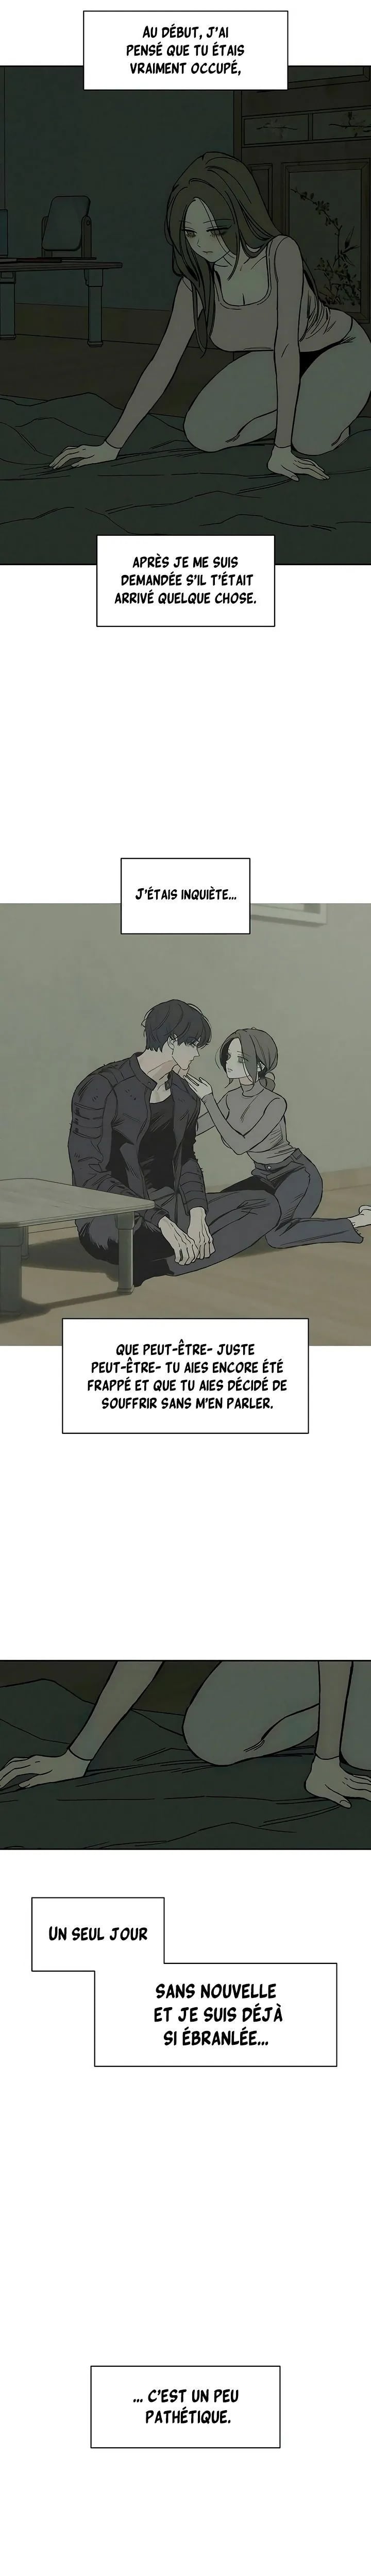 AU DÉBUT, J'AI
PENSÉ QUE TU ÉTAIS
VRAIMENT OCCUPÉ,
APRÈS JE ME SUIS
DEMANDÉE S'IL T'ÉTAIT
ARRIVÉ QUELQUE CHOSE.
J'ÉTAIS INQUIÈTE...
QUE PEUT-ÊTRE- JUSTE
PEUT-ÊTRE- TU AIES ENCORE ÉTÉ
FRAPPÉ ET QUE TU AIES DÉCIDÉ DE
SOUFFRIR SANS M'EN PARLER.
UN SEUL JOUR
SANS NOUVELLE
ET JE SUIS DÉJÀ
SI ÉBRANLÉE...
... C'EST UN PEU
PATHÉTIQUE.